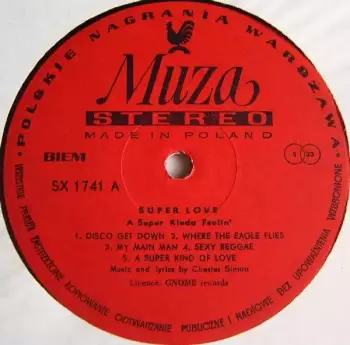 • POLSKIE NAGRANIA WARSZAWA •
Muza
STEREO
MADE IN POLAND
BIEM
33
SX 1741 A
SUPER LOVE
A Super Kinda Feelin'
1. DISCO GET DOWN 2. WHERE THE EAGLE FLIES
3. MY MAIN MAN 4. SEXY REGGAE
5. A SUPER KIND OF LOVE
Music and lyrics by Chester Simon
Licence: GNOME records
WSZELKIE PRAWA ZASTRZEŻONE KOPIOWANIE ODTWARZANIE PUBLICZNE I RADIOWE BEZ UPOWAŻNIENIA WZBRONIONE